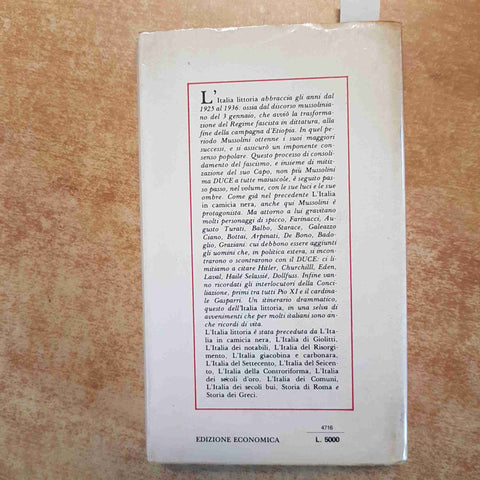 L'Italia littoria abbraccia gli anni dal
1925 al 1936: ossia dal discorso mussolinia-
no del 3 gennaio, che avviò la trasforma-
zione del Regime fascista in dittatura, alla
fine della campagna d'Etiopia. In quel pe-
riodo Mussolini ottenne i suoi maggiori
successi, e si assicurò un imponente con-
senso popolare. Questo processo di consoli-
damento del fascismo, e insieme di mitiz-
zazione del suo Capo, non più Mussolini
ma DUCE a tutte maiuscole, è seguito pas-
so passo, nel volume, con le sue luci e le sue
ombre. Come già nel precedente L'Italia
in camicia nera, anche qui Mussolini è
protagonista. Ma attorno a lui gravitano
molti personaggi di spicco, Farinacci, Au-
gusto Turati, Balbo, Starace, Galeazzo
Ciano, Bottai, Arpinati, De Bono, Bado-
glio, Graziani: cui debbono essere aggiunti
gli uomini che, in politica estera, si incon-
trarono o scontrarono con il DUCE: ci li-
mitiamo a citare Hitler, Churchill, Eden,
Laval, Hailé Selassié, Dollfuss. Infine van-
no ricordati gli interlocutori della Conci-
liazione, primi tra tutti Pio XI e il cardina-
le Gasparri. Un itinerario drammatico,
questo dell'Italia littoria, in una selva di
avvenimenti che per molti italiani sono an-
che ricordi di vita.
L'Italia littoria è stata preceduta da L'Ita-
lia in camicia nera, L'Italia di Giolitti,
L'Italia dei notabili, L'Italia del Risorgi-
mento, L'Italia giacobina e carbonara,
L'Italia del Settecento, L'Italia del Seicen-
to, L'Italia della Controriforma, L'Italia
dei secoli d'oro, L'Italia dei Comuni,
L'Italia dei secoli bui, Storia di Roma e
Storia dei Greci.
4716
EDIZIONE ECONOMICA L. 5000